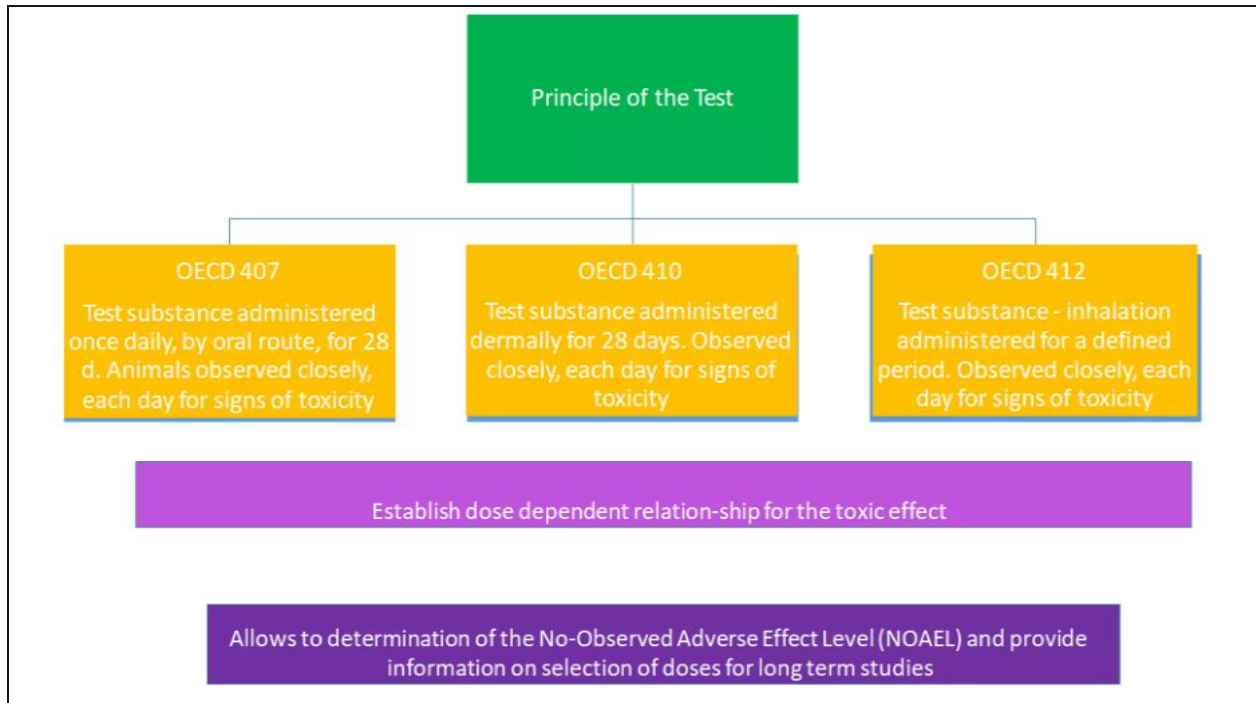 Principle of the Test
OECD 407
Test substance administered
once daily, by oral route, for 28
d. Animals observed closely,
each day for signs of toxicity
OECD 410
Test substance administered
dermally for 28 days. Observed
closely, each day for signs of
toxicity
OECD 412
Test substance - inhalation
administered for a defined
period. Observed closely, each
day for signs of toxicity
Establish dose dependent relation-ship for the toxic effect
Allows to determination of the No-Observed Adverse Effect Level (NOAEL) and provide
information on selection of doses for long term studies